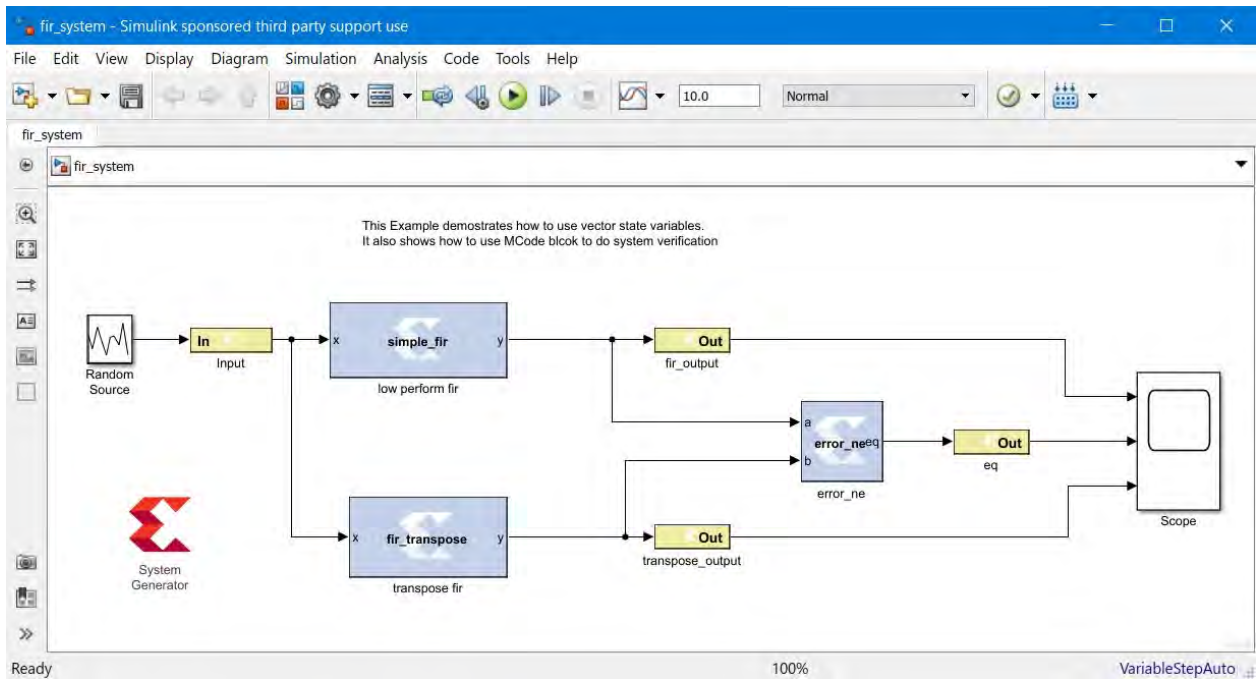 fir_system - Simulink sponsored third party support use
File Edit View Display Diagram Simulation Analysis Code Tools Help
10.0 Normal
fir_system
fir_system
This Example demostrates how to use vector state variables.
It also shows how to use MCode blcok to do system verification
In
Input
Random
Source
x simple_fir y
low perform fir
Out
fir_output
a
error_ne eq
b
error_ne
Out
eq
Scope
x fir_transpose y
transpose fir
Out
transpose_output
System
Generator
Ready 100% VariableStepAuto